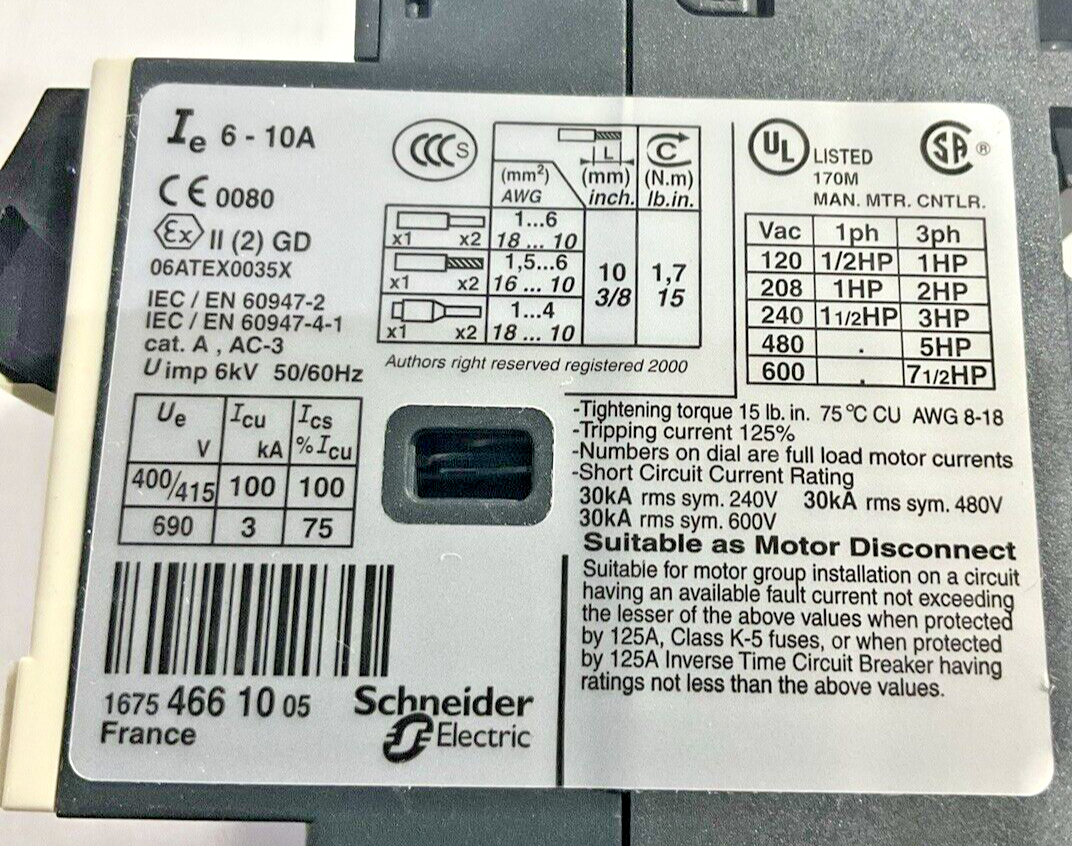 Ie 6 - 10A
CE 0080
Ex II (2) GD
06ATEX0035X
IEC / EN 60947-2
IEC / EN 60947-4-1
cat. A , AC-3
Uimp 6kV 50/60Hz
Ue V Icu kA Ics %Icu
400/415 100 100
690 3 75
CCC S
L C
(mm²) (mm) (N.m)
AWG inch. lb.in.
x1 x2 1...6
18 ... 10
x1 x2 1,5...6 10 1,7
16 ... 10 3/8 15
x1 x2 1...4
18 ... 10
Authors right reserved registered 2000
UL LISTED SA ®
170M
MAN. MTR. CNTLR.
Vac 1ph 3ph
120 1/2HP 1HP
208 1HP 2HP
240 11/2HP 3HP
480 . 5HP
600 . 71/2HP
-Tightening torque 15 lb. in. 75 °C CU AWG 8-18
-Tripping current 125%
-Numbers on dial are full load motor currents
-Short Circuit Current Rating
30kA rms sym. 240V 30kA rms sym. 480V
30kA rms sym. 600V
Suitable as Motor Disconnect
Suitable for motor group installation on a circuit
having an available fault current not exceeding
the lesser of the above values when protected
by 125A, Class K-5 fuses, or when protected
by 125A Inverse Time Circuit Breaker having
ratings not less than the above values.
1675 466 10 05
France
Schneider
Electric